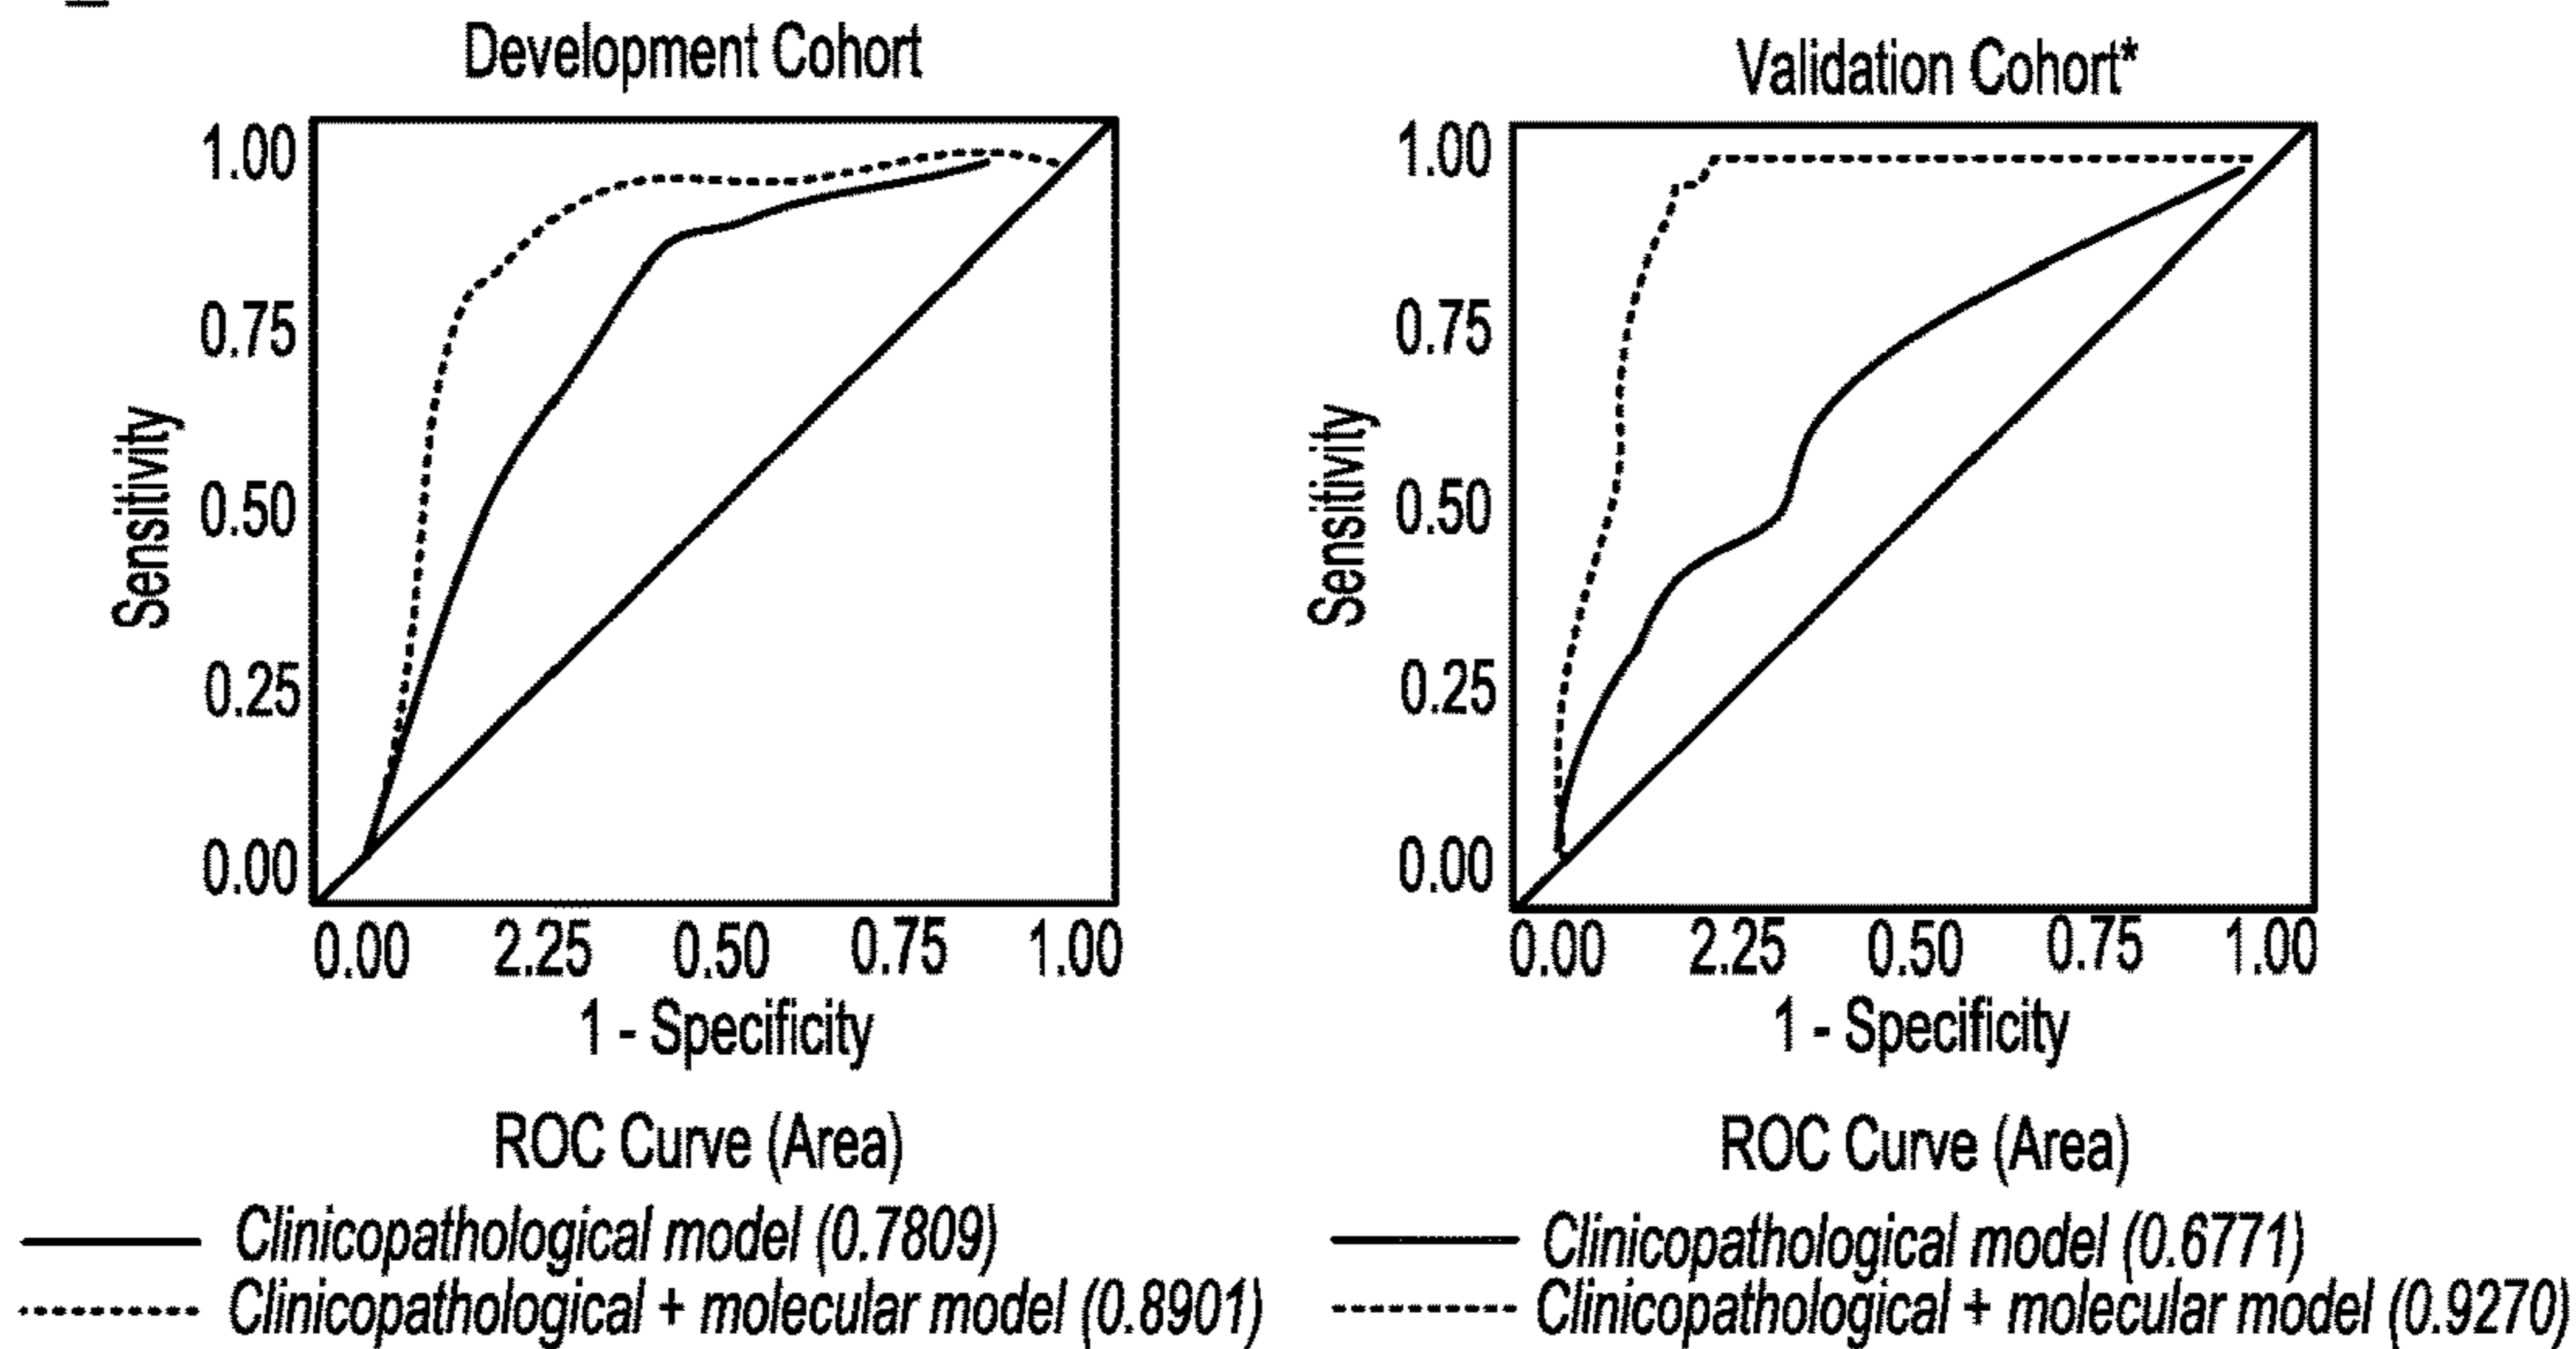 Development Cohort
1.00
0.75
0.50
0.25
0.00
Sensitivity
0.00 2.25 0.50 0.75 1.00
1 - Specificity
ROC Curve (Area)
Clinicopathological model (0.7809)
Clinicopathological + molecular model (0.8901)
Validation Cohort*
1.00
0.75
0.50
0.25
0.00
Sensitivity
0.00 2.25 0.50 0.75 1.00
1 - Specificity
ROC Curve (Area)
Clinicopathological model (0.6771)
Clinicopathological + molecular model (0.9270)